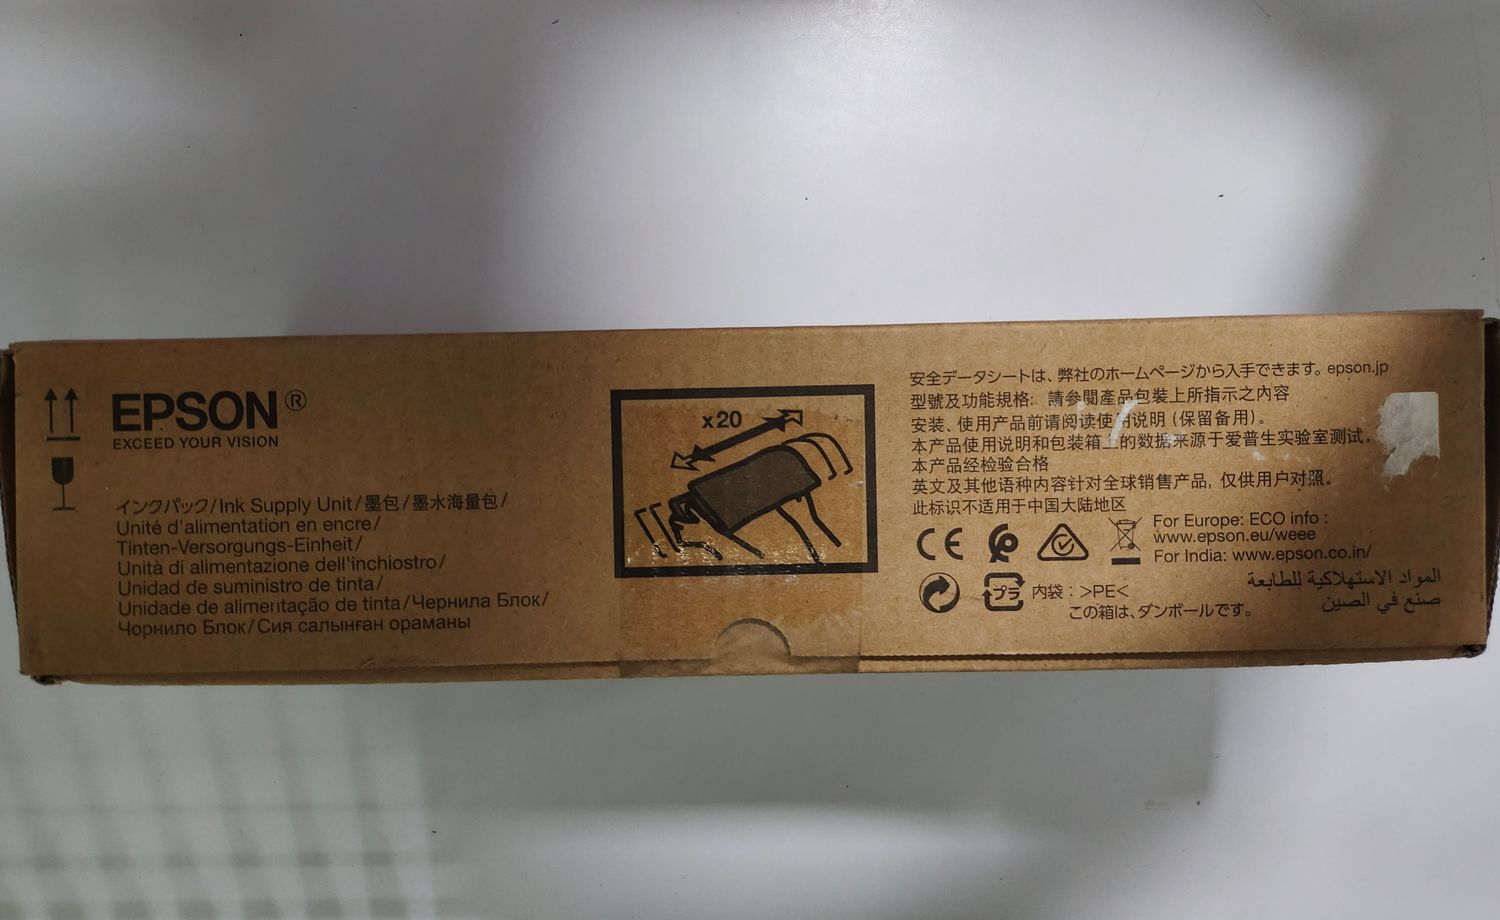 EPSON®
EXCEED YOUR VISION
インクパック/Ink Supply Unit/墨包/墨水海量包/
Unité d'alimentation en encre/
Tinten-Versorgungs-Einheit/
Unità di alimentazione dell'inchiostro/
Unidad de suministro de tinta/
Unidade de alimentação de tinta/Чернила Блок/
Чорнило Блок/Сия салынған ораманы
x20
安全データシートは、弊社のホームページから入手できます。epson.jp
型號及功能規格: 請參閱產品包裝上所指示之內容
安装、使用产品前请阅读使用说明 (保留备用)。
本产品使用说明和包装箱上的数据来源于爱普生实验室测试。
本产品经检验合格
英文及其他语种内容针对全球销售产品, 仅供用户对照。
此标识不适用于中国大陆地区
CE
For Europe: ECO info :
www.epson.eu/weee
For India: www.epson.co.in/
プラ
内袋 : >PE<
この箱は、ダンボールです。
المواد الاستهلاكية للطابعة
صنع في الصين